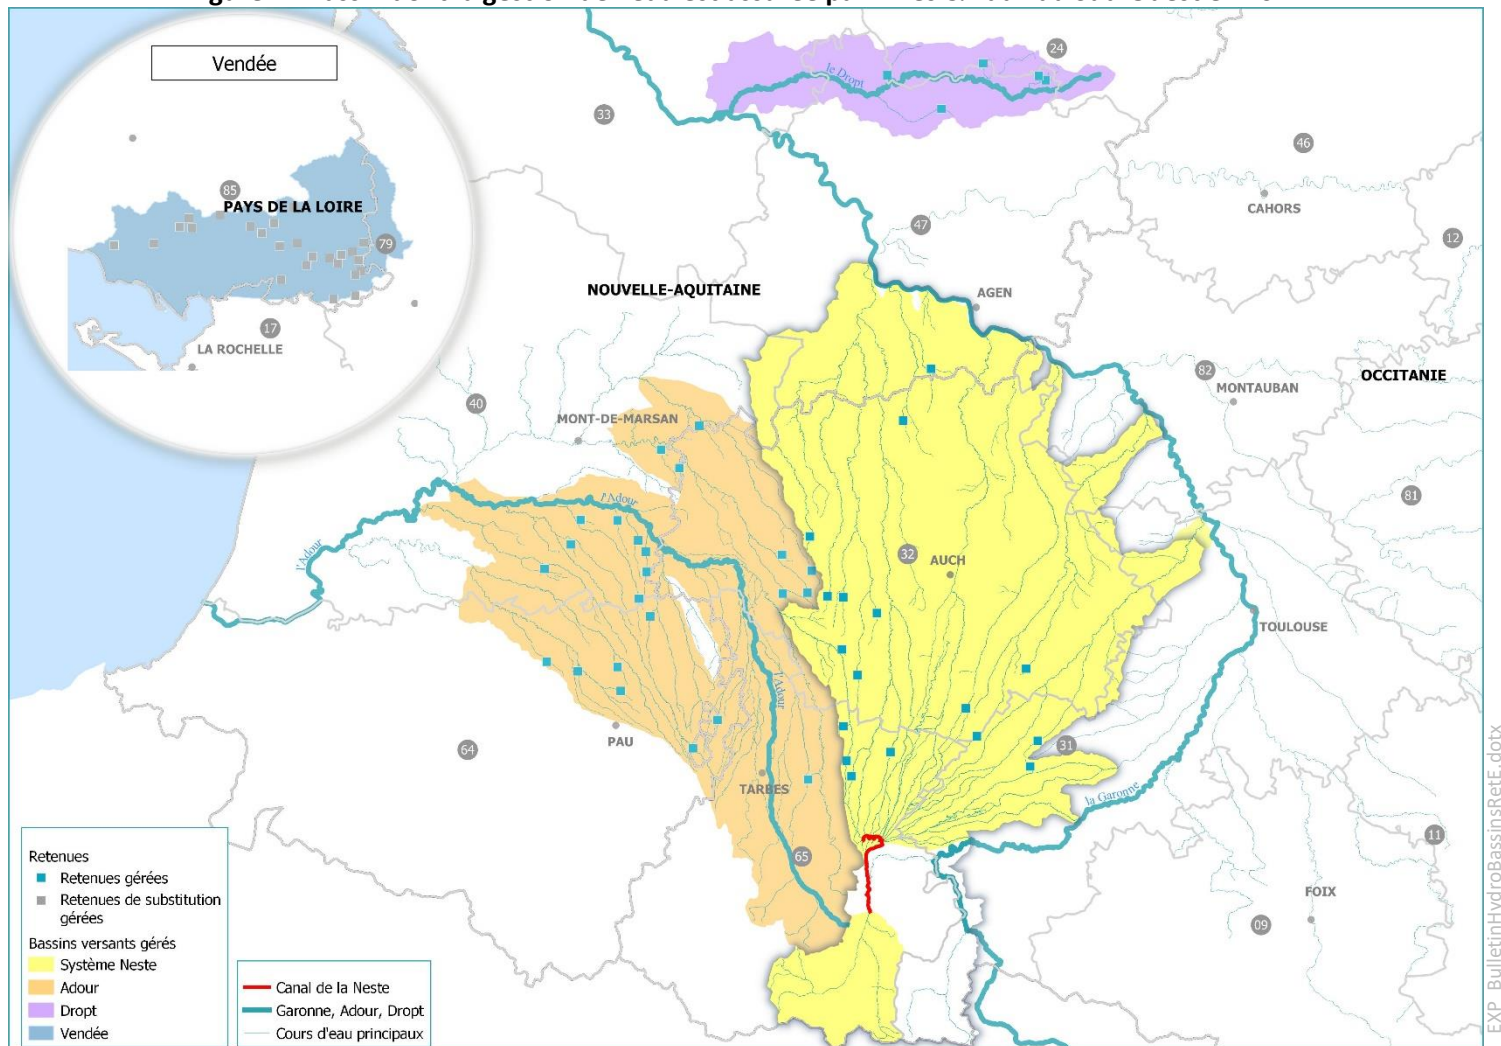 Vendée
85
PAYS DE LA LOIRE
79
17
LA ROCHELLE
24
le Dropt
33
46
CAHORS
47
12
NOUVELLE-AQUITAINE
AGEN
82
OCCITANIE
MONTAUBAN
40
MONT-DE-MARSAN
81
l'Adour
32
AUCH
l'Adour
TOULOUSE
l'Adour
PAU
64
31
TARBES
la Garonne
11
65
FOIX
09
Retenues
Retenues gérées
Retenues de substitution
gérées
Bassins versants gérés
Système Neste
Adour
Dropt
Vendée
Canal de la Neste
Garonne, Adour, Dropt
Cours d'eau principaux
EXP_BulletinHydroBassinsRetE.dotx